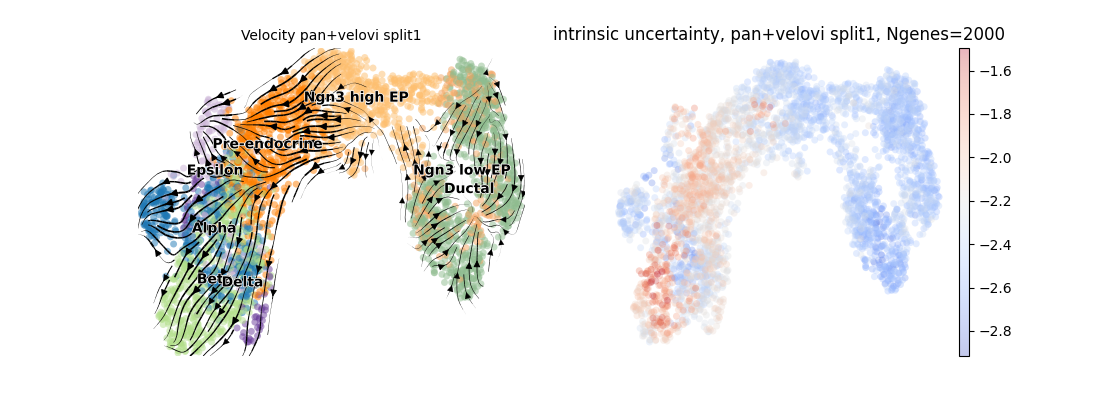 Velocity pan+velovi split1
Ngn3 high EP
Pre-endocrine
Epsilon
Ngn3 low EP
Ductal
Alpha
Delta
intrinsic uncertainty, pan+velovi split1, Ngenes=2000
−1.6
−1.8
−2.0
−2.2
−2.4
−2.6
−2.8